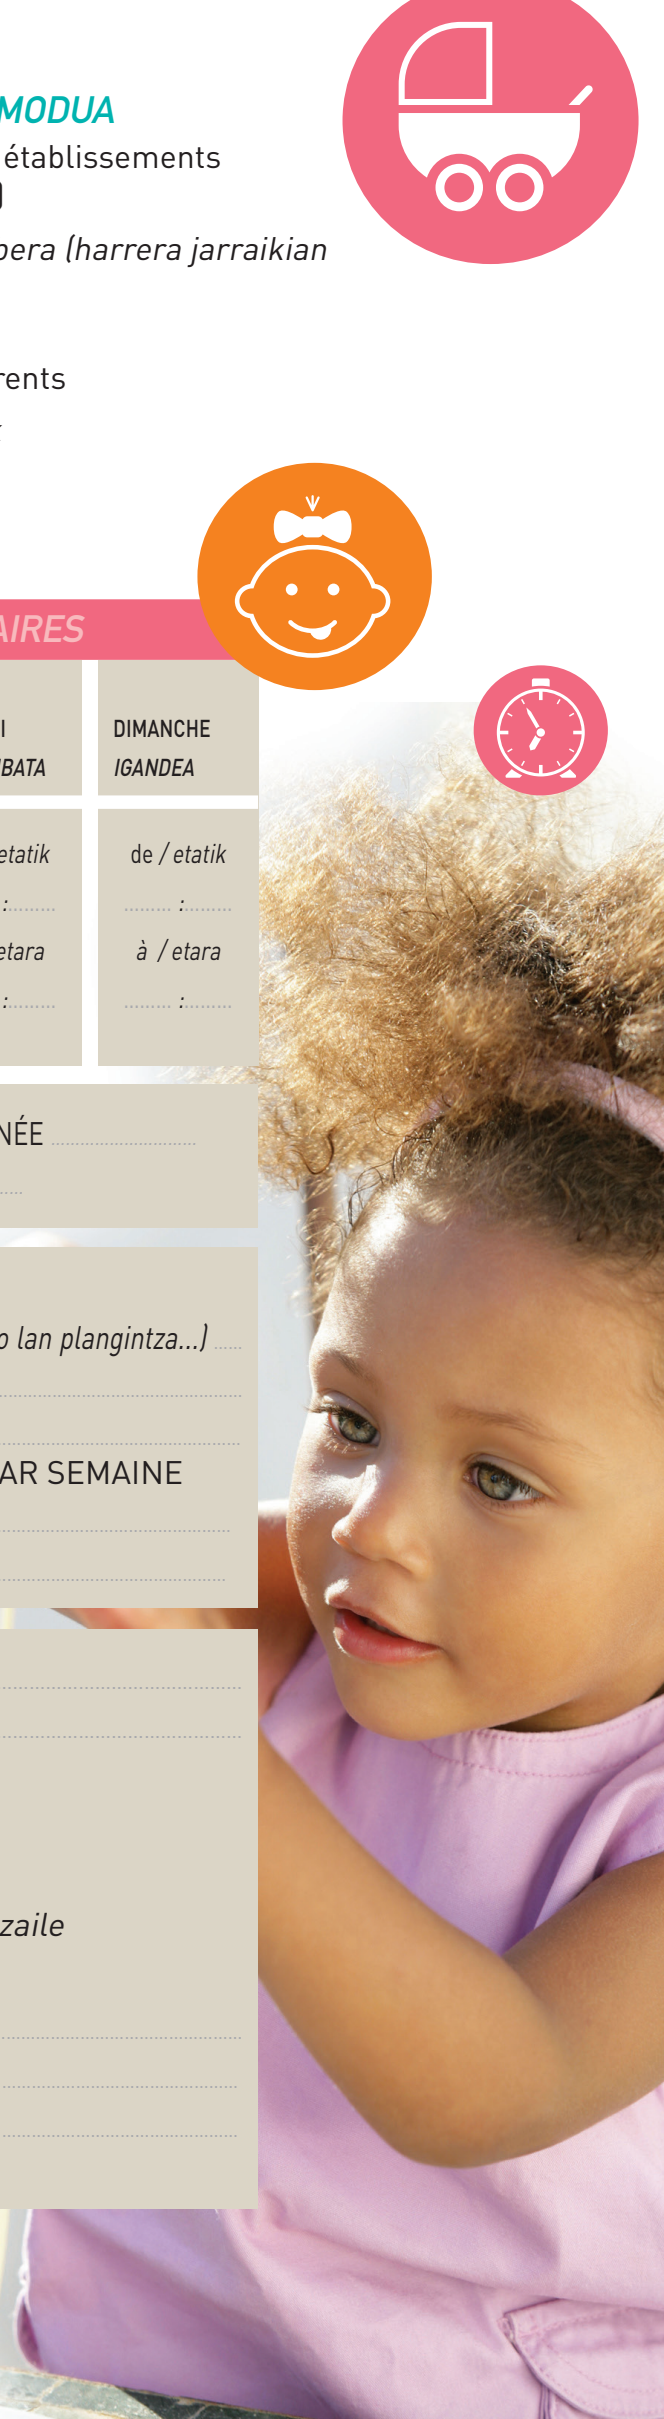 MODUA
établissements
)
pera (harrera jarraikian
rents
AIRES
I
BATA
DIMANCHE
IGANDEA
etatik
:
etara
:
de / etatik
:
à / etara
:
NÉE
o lan plangintza...)
AR SEMAINE
zaile